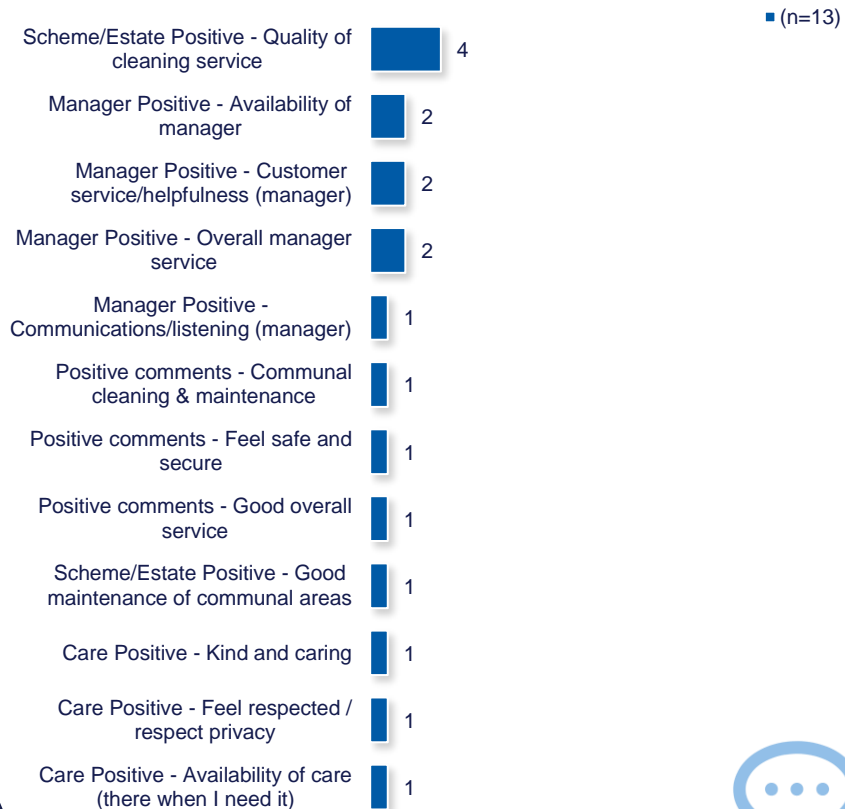 (n=13)
Scheme/Estate Positive - Quality of
cleaning service
4
Manager Positive - Availability of
manager
2
Manager Positive - Customer
service/helpfulness (manager)
2
Manager Positive - Overall manager
service
2
Manager Positive -
Communications/listening (manager)
1
Positive comments - Communal
cleaning & maintenance
1
Positive comments - Feel safe and
secure
1
Positive comments - Good overall
service
1
Scheme/Estate Positive - Good
maintenance of communal areas
1
Care Positive - Kind and caring
1
Care Positive - Feel respected /
respect privacy
1
Care Positive - Availability of care
(there when I need it)
1